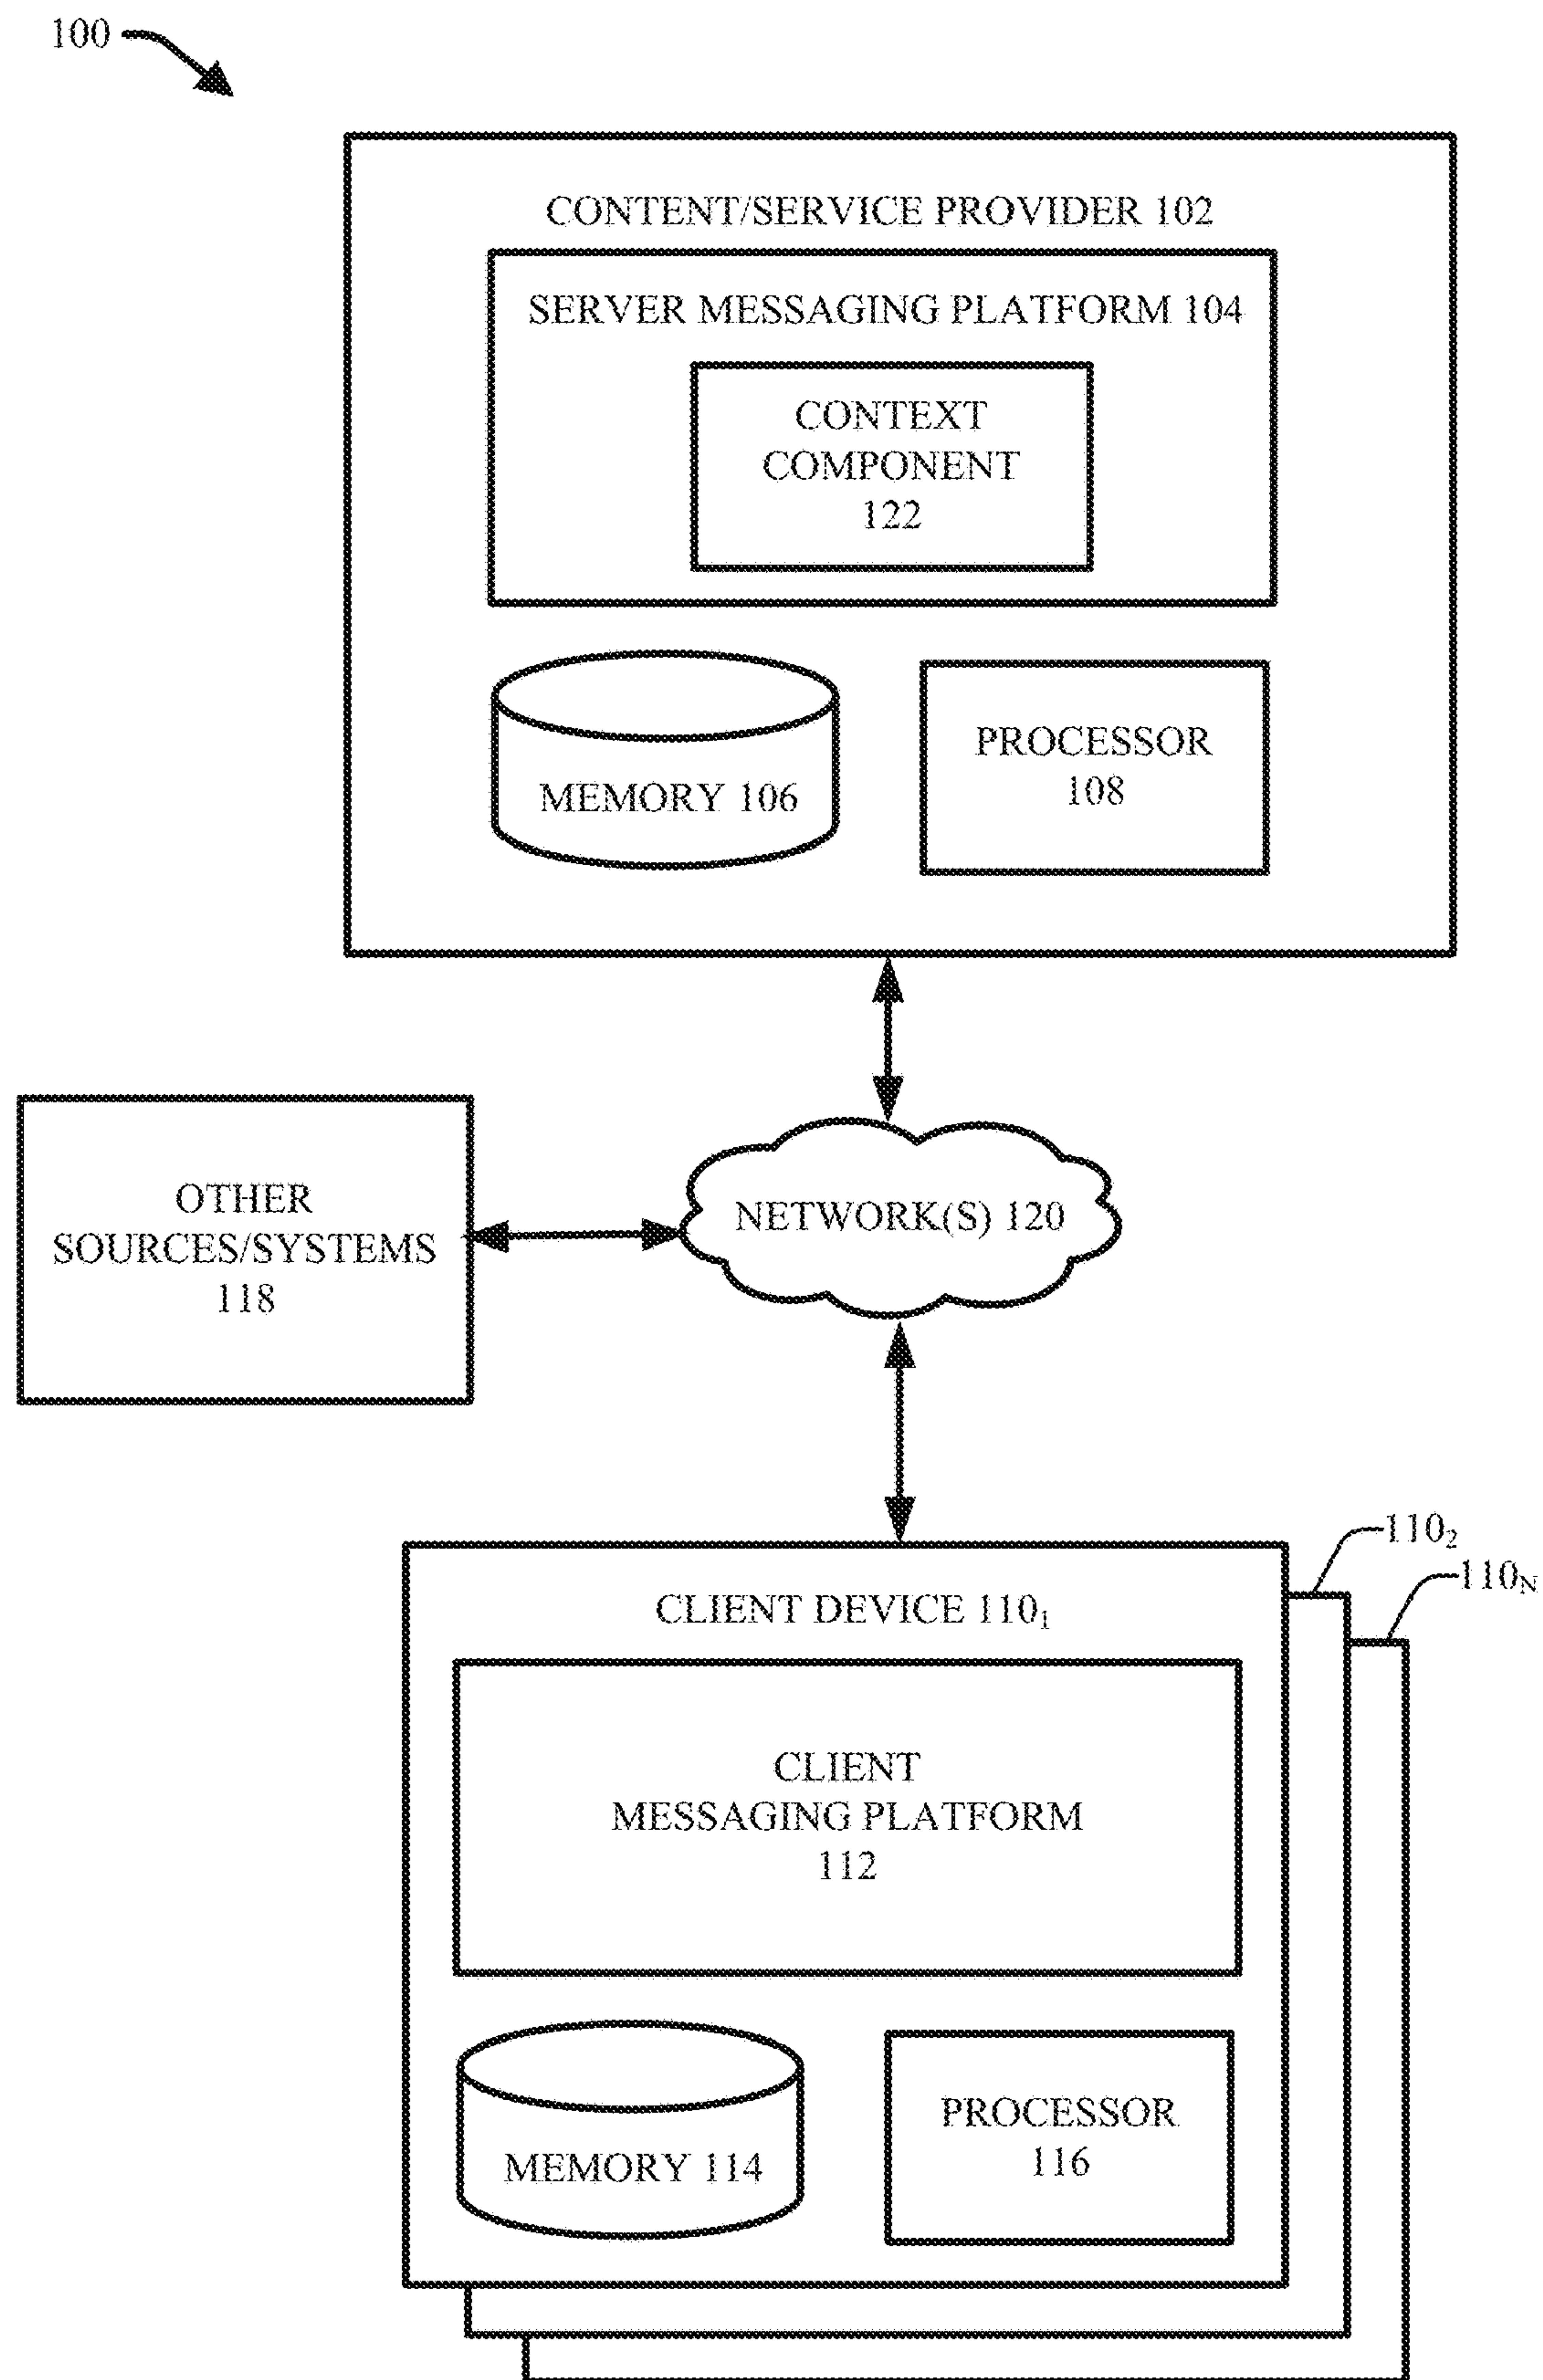 100
CONTENT/SERVICE PROVIDER 102
SERVER MESSAGING PLATFORM 104
CONTEXT
COMPONENT
122
MEMORY 106
PROCESSOR
108
OTHER
SOURCES/SYSTEMS
118
NETWORK(S) 120
110₂
110ɴ
CLIENT DEVICE 110₁
CLIENT
MESSAGING PLATFORM
112
MEMORY 114
PROCESSOR
116